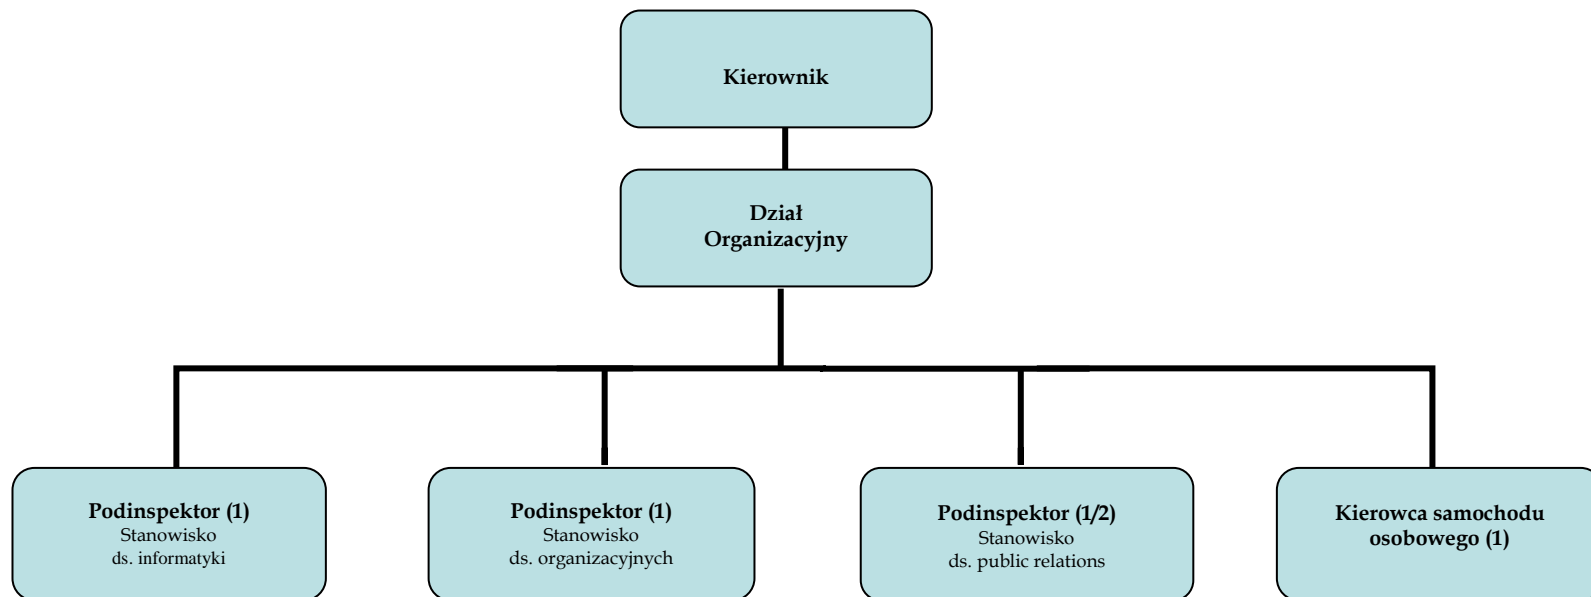 Kierownik
Dział
Organizacyjny
Podinspektor (1)
Stanowisko
ds. informatyki
Podinspektor (1)
Stanowisko
ds. organizacyjnych
Podinspektor (1/2)
Stanowisko
ds. public relations
Kierowca samochodu
osobowego (1)